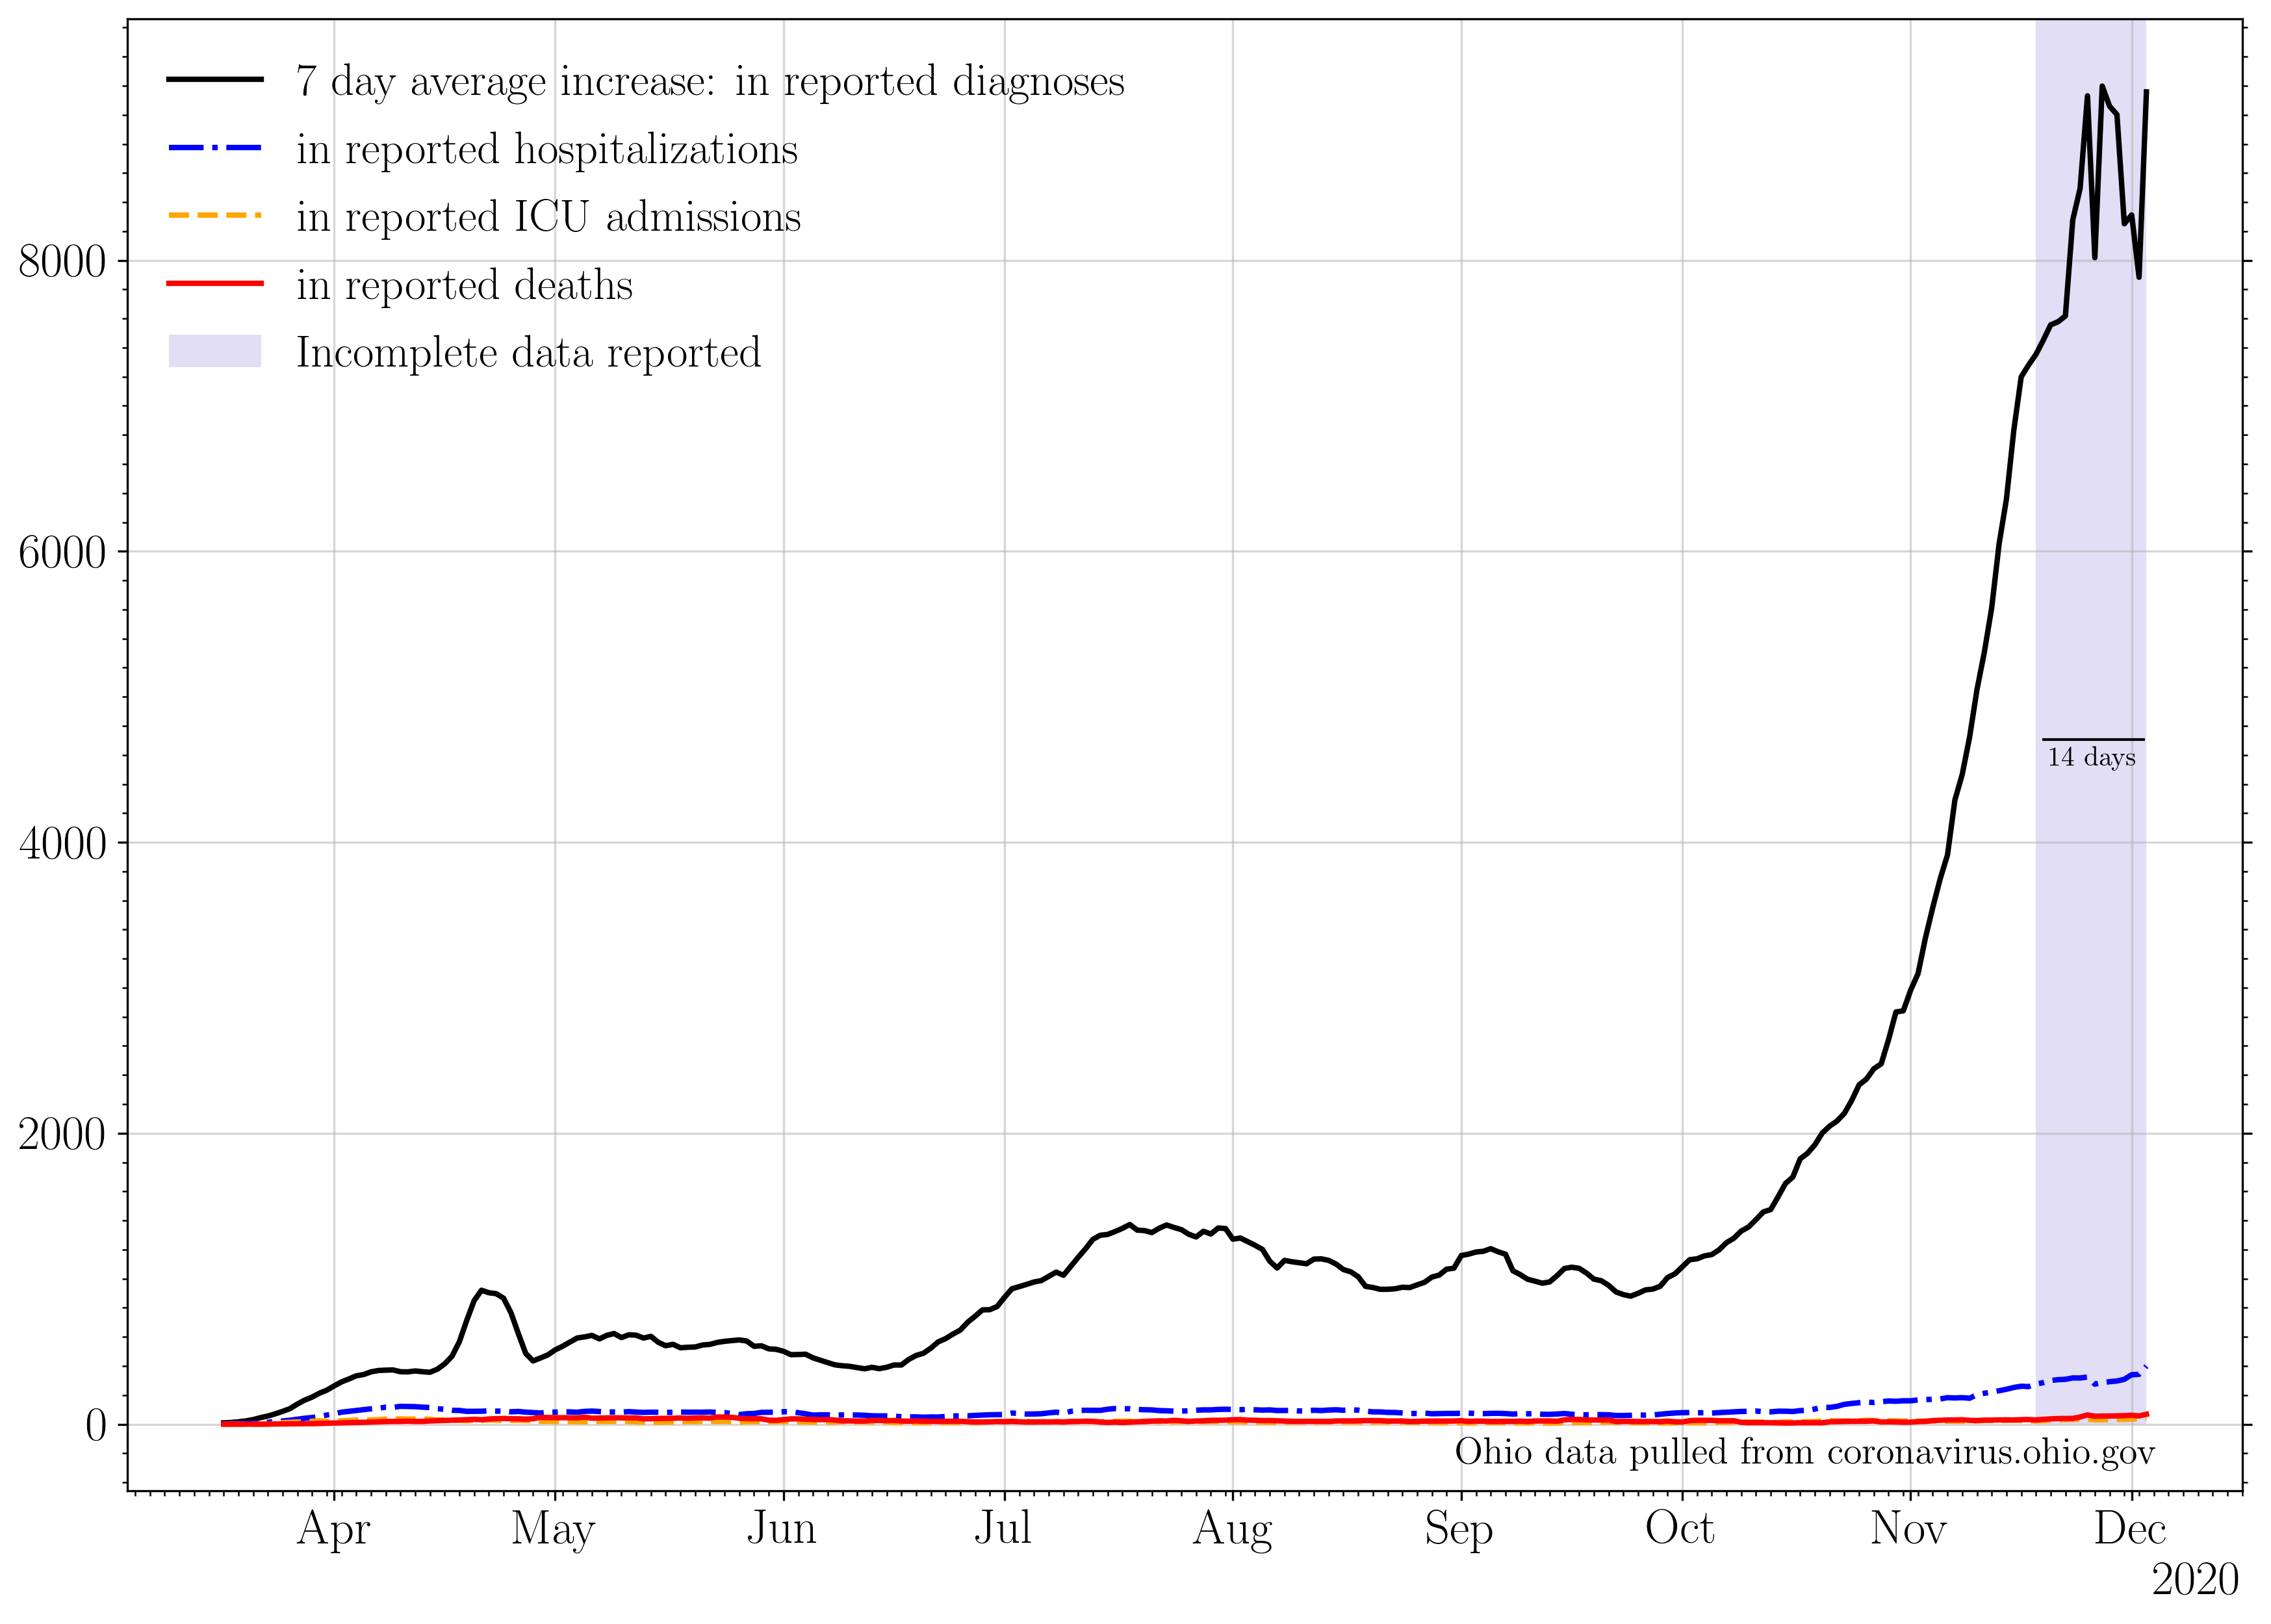 7 day average increase: in reported diagnoses
in reported hospitalizations
in reported ICU admissions
in reported deaths
Incomplete data reported
8000
6000
4000
2000
0
14 days
Ohio data pulled from coronavirus.ohio.gov
Apr May Jun Jul Aug Sep Oct Nov Dec
2020